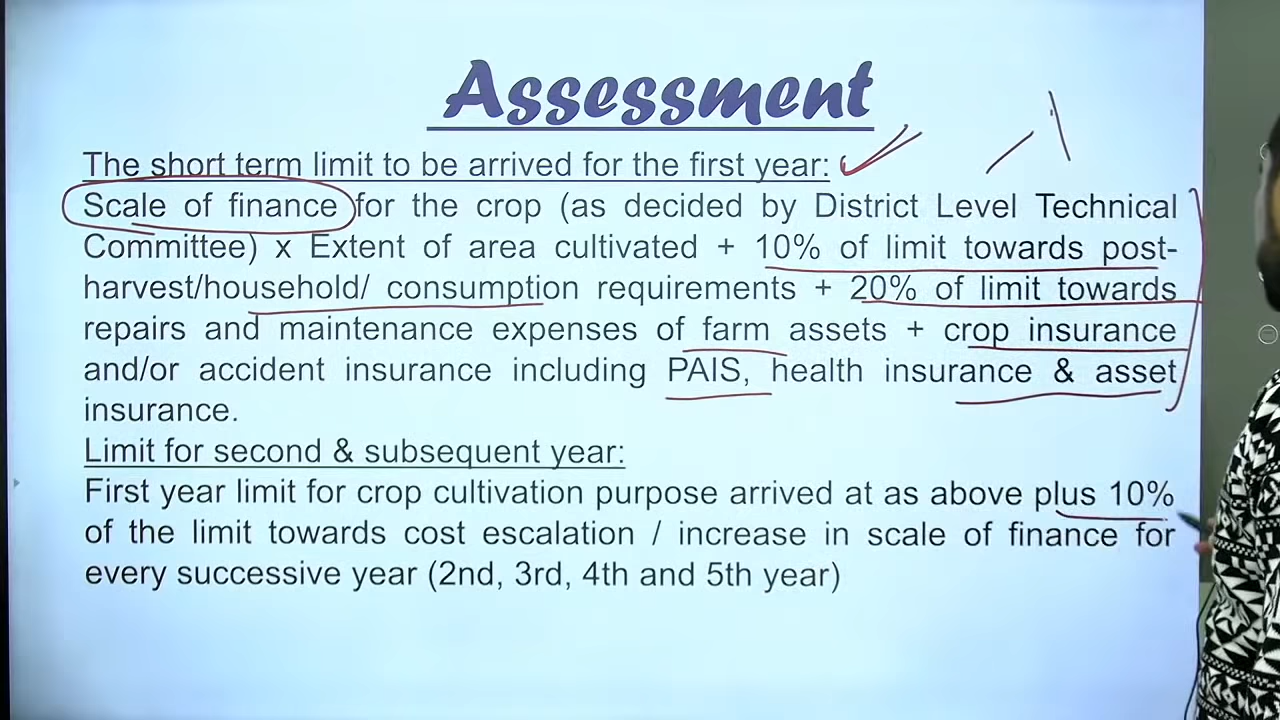 Assessment
The short term limit to be arrived for the first year:
Scale of finance for the crop (as decided by District Level Technical
Committee) x Extent of area cultivated + 10% of limit towards post-
harvest/household/ consumption requirements + 20% of limit towards
repairs and maintenance expenses of farm assets + crop insurance
and/or accident insurance including PAIS, health insurance & asset
insurance.
Limit for second & subsequent year:
First year limit for crop cultivation purpose arrived at as above plus 10%
of the limit towards cost escalation / increase in scale of finance for
every successive year (2nd, 3rd, 4th and 5th year)